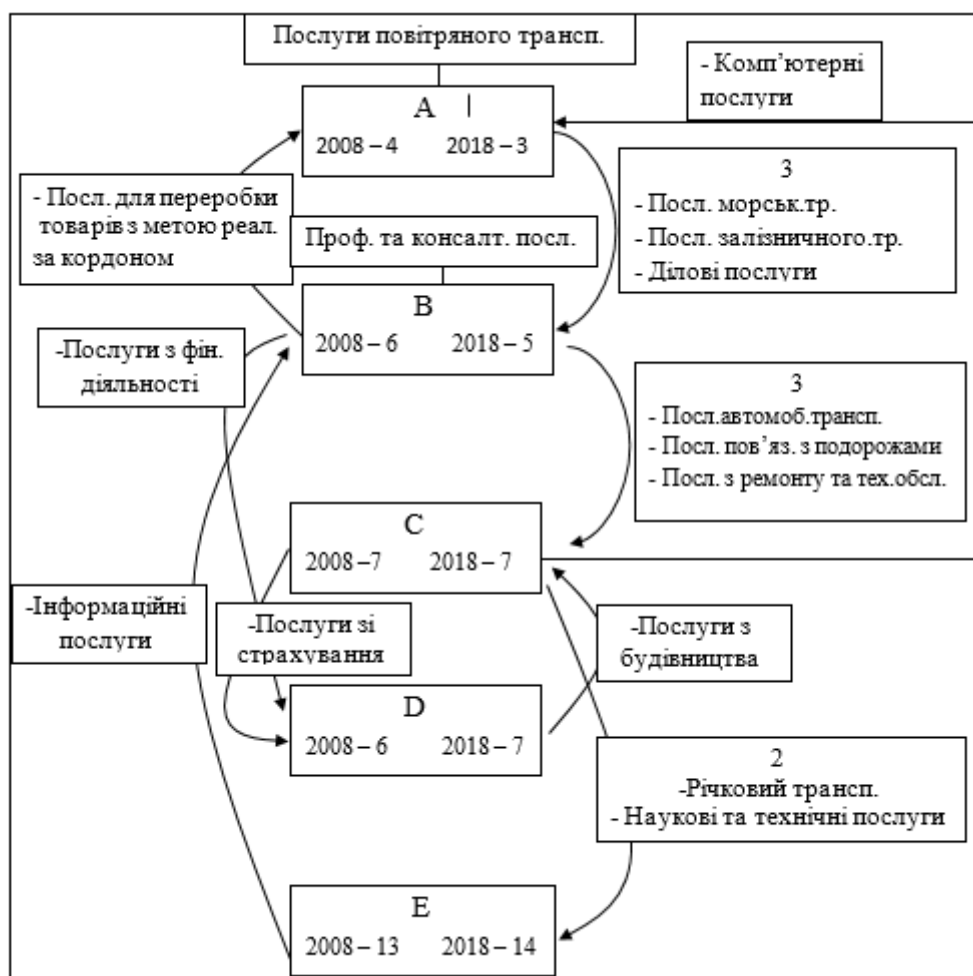 Послуги повітряного трансп.
- Комп’ютерні
послуги
А
2008 – 4 2018 – 3
3
- Посл. морськ.тр.
- Посл. залізничного.тр.
- Ділові послуги
- Посл. для переробки
товарів з метою реал.
за кордоном
Проф. та консалт. посл.
В
2008 – 6 2018 – 5
-Послуги з фін.
діяльності
3
- Посл.автомоб.трансп.
- Посл. пов’яз. з подорожами
- Посл. з ремонту та тех.обсл.
С
2008 –7 2018 – 7
-Інформаційні
послуги
-Послуги зі
страхування
-Послуги з
будівництва
D
2008 – 6 2018 – 7
2
-Річковий трансп.
- Наукові та технічні послуги
Е
2008 – 13 2018 – 14